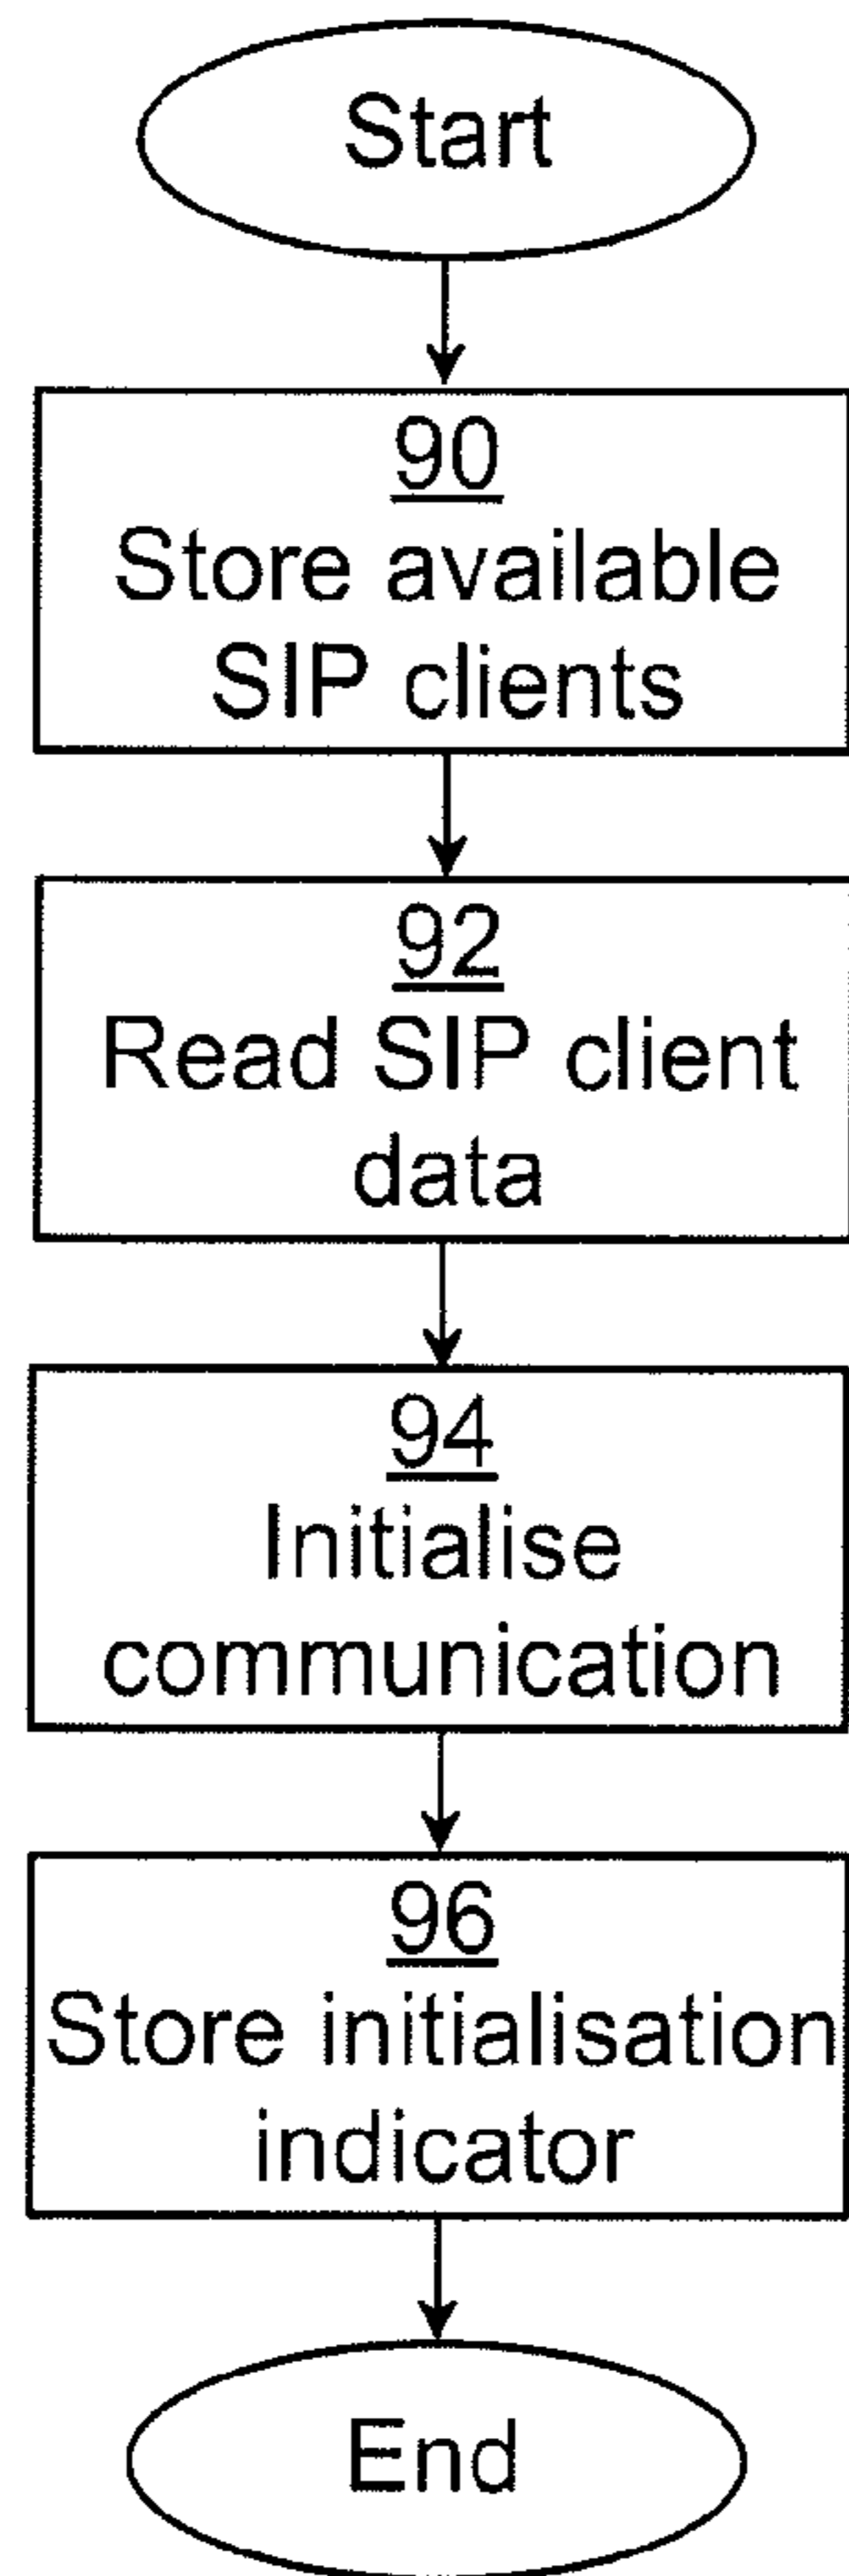 Start
90
Store available
SIP clients
92
Read SIP client
data
94
Initialise
communication
96
Store initialisation
indicator
End